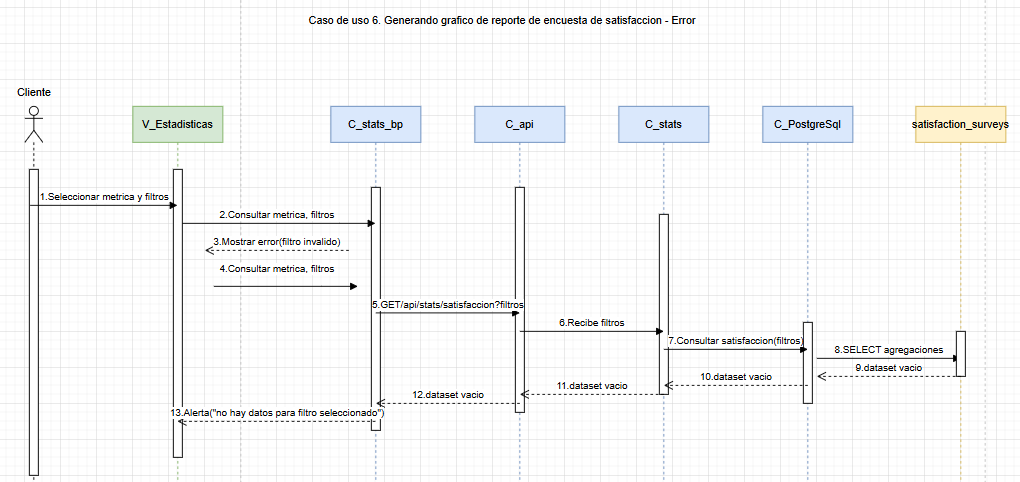 Caso de uso 6. Generando grafico de reporte de encuesta de satisfaccion - Error
Cliente
V_Estadisticas
C_stats_bp
C_api
C_stats
C_PostgreSql
satisfaction_surveys
1.Seleccionar metrica y filtros
2.Consultar metrica, filtros
3.Mostrar error(filtro invalido)
4.Consultar metrica, filtros
5.GET/api/stats/satisfaccion?filtros
6.Recibe filtros
7.Consultar satisfaccion(filtros)
8.SELECT agregaciones
9.dataset vacio
10.dataset vacio
11.dataset vacio
12.dataset vacio
13.Alerta("no hay datos para filtro seleccionado")